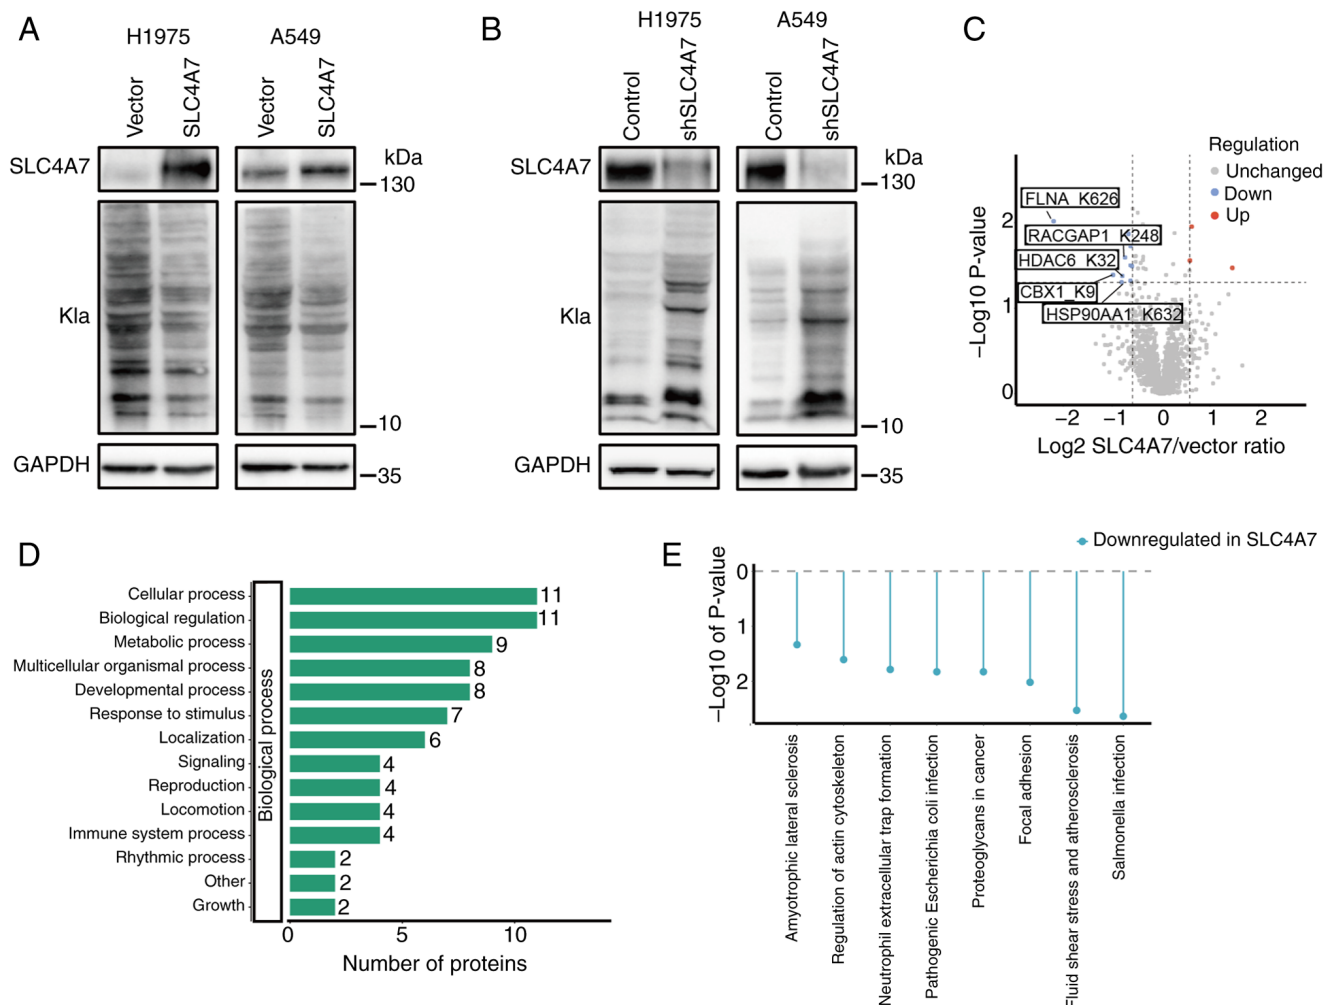 A
H1975
A549
Vector
SLC4A7
Vector
SLC4A7
SLC4A7
kDa
130
Kla
10
GAPDH
35
B
H1975
A549
Control
shSLC4A7
Control
shSLC4A7
SLC4A7
kDa
130
Kla
10
GAPDH
35
C
Regulation
Unchanged
Down
Up
FLNA_K626
RACGAP1_K248
HDAC6_K32
CBX1_K9
HSP90AA1_K632
−Log10 P-value
2
1
0
−2
−1
0
1
2
Log2 SLC4A7/vector ratio
D
Biological process
Cellular process 11
Biological regulation 11
Metabolic process 9
Multicellular organismal process 8
Developmental process 8
Response to stimulus 7
Localization 6
Signaling 4
Reproduction 4
Locomotion 4
Immune system process 4
Rhythmic process 2
Other 2
Growth 2
0 5 10
Number of proteins
E
Downregulated in SLC4A7
−Log10 of P-value
0
1
2
Amyotrophic lateral sclerosis
Regulation of actin cytoskeleton
Neutrophil extracellular trap formation
Pathogenic Escherichia coli infection
Proteoglycans in cancer
Focal adhesion
Fluid shear stress and atherosclerosis
Salmonella infection